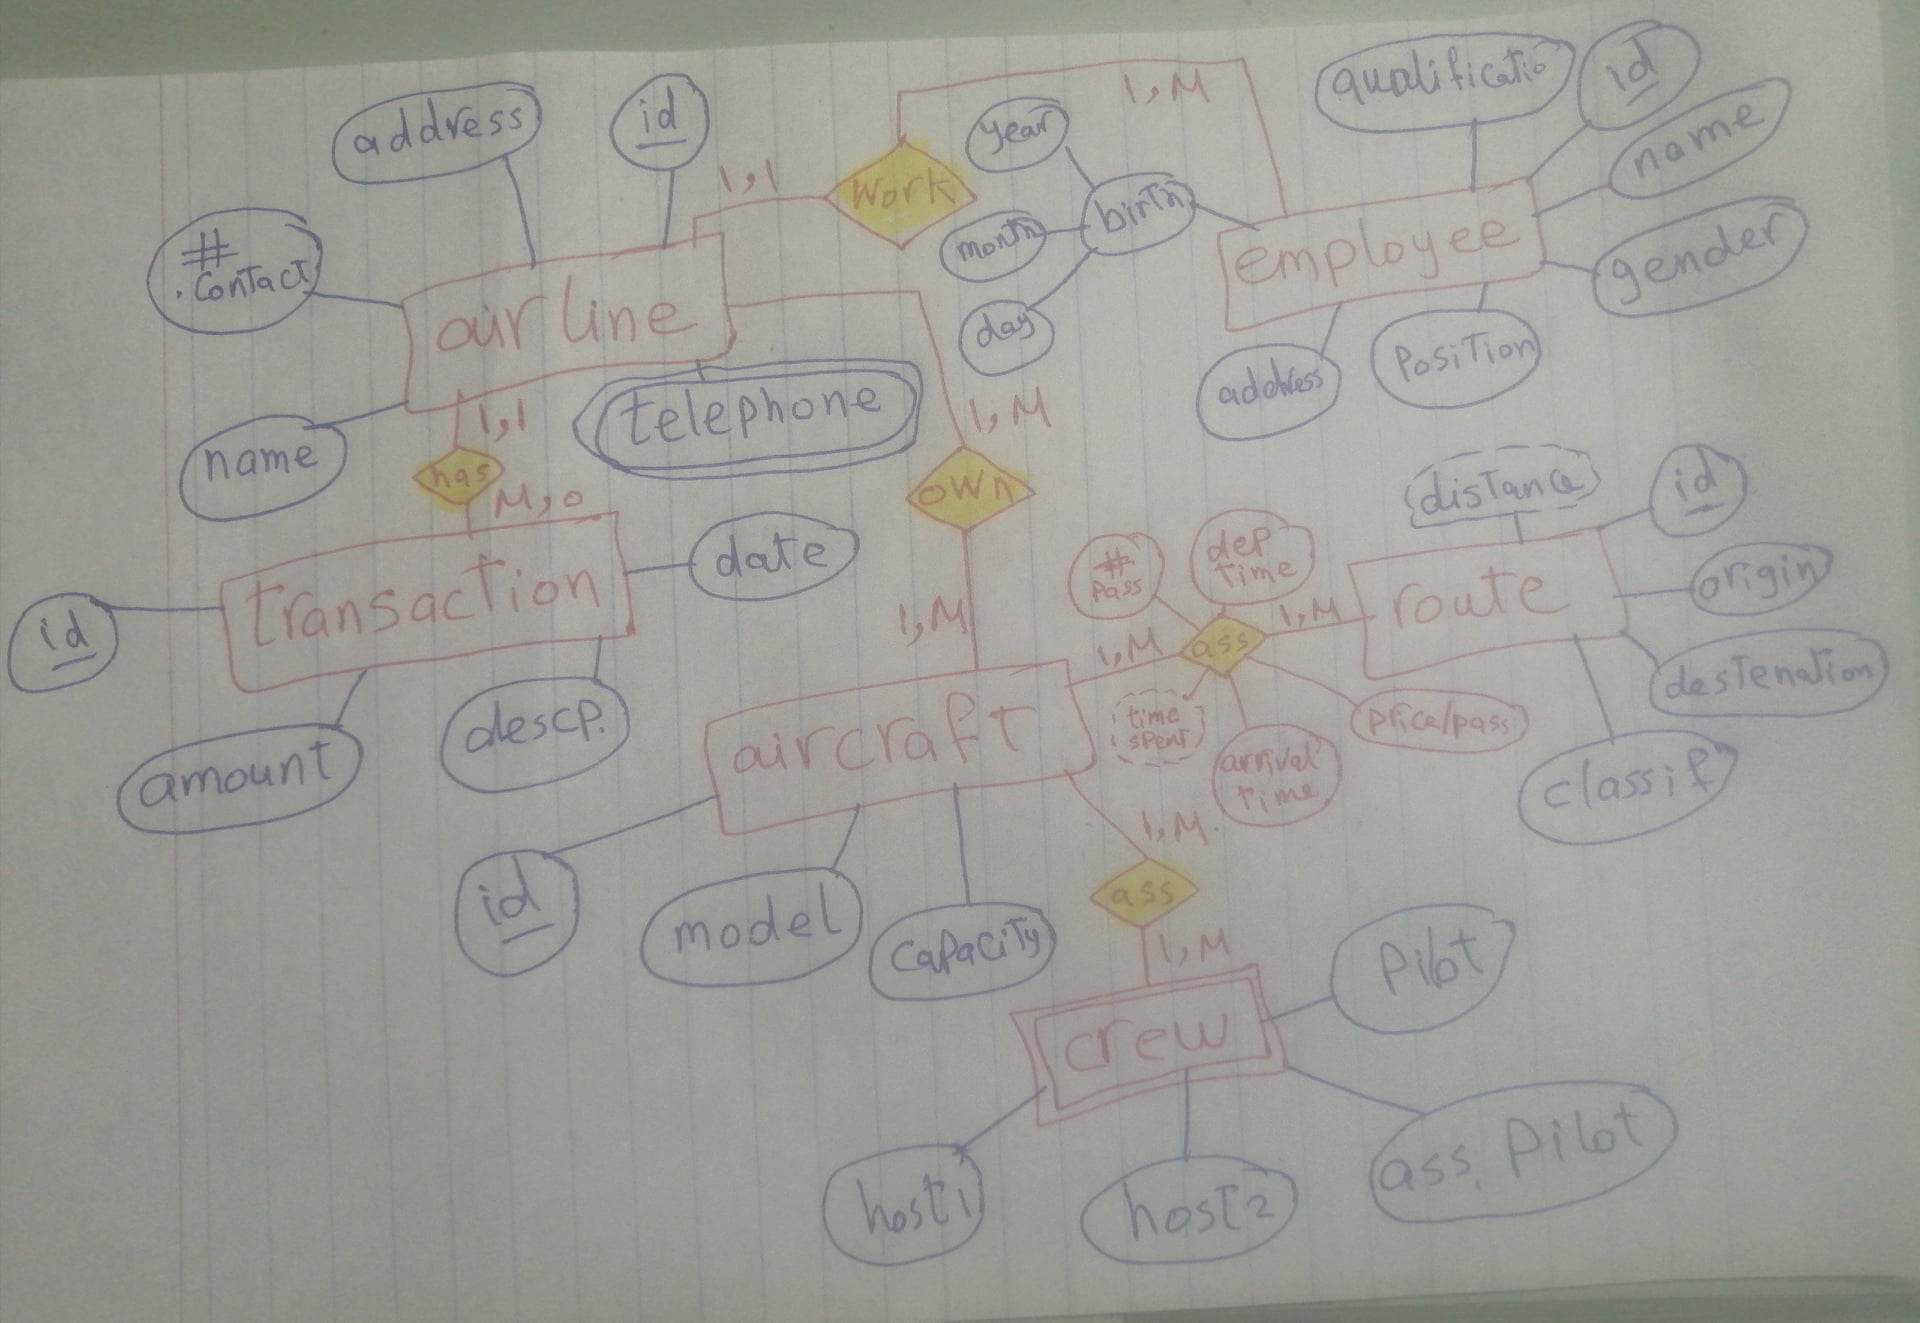 address
id
#
.contact
air line
name
telephone
1,1
work
1,M
year
month
day
birth
employee
qualificatio
id
name
gender
position
address
1,1
has
M,0
transaction
id
date
amount
descp.
1,M
own
1,M
aircraft
id
model
capacity
1,M
ass
1,M
#
pass
dep
time
time
spent
arrival
time
price/pass
route
distance
id
origin
destenation
classif
1,M.
ass
1,M
crew
pilot
ass. pilot
host1
host2